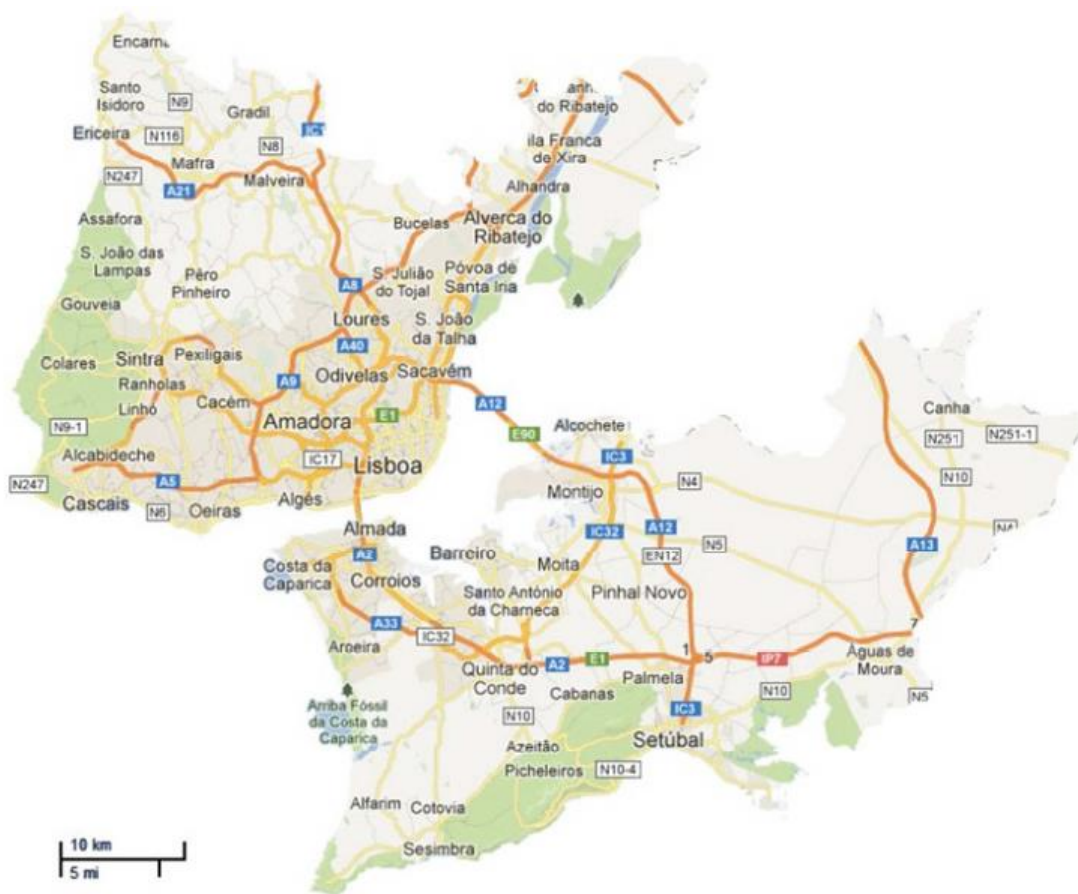 Encarna
Santo
Isidoro
N9
Gradil
Ericeira
N116
N8
IC1
do Ribatejo
ila Franca
de Xira
Mafra
Malveira
N247
A21
Alhandra
Assafora
Bucelas
Alverca do
Ribatejo
S. João das
Lampas
Pêro
Pinheiro
A8
S. Julião
do Tojal
Póvoa de
Santa Iria
Gouveia
Loures
S. João
da Talha
Colares
Sintra
Pexiligais
A40
Ranholas
A9
Odivelas
Sacavém
Linhó
Cacém
A12
Canha
N9-1
Amadora
E1
E90
Alcochete
N251
N251-1
Alcabideche
IC17
Lisboa
IC3
N10
N247
A5
Montijo
N4
Cascais
N6
Oeiras
Algés
Almada
A12
N4
IC32
N5
A13
A2
Barreiro
EN12
Costa da
Caparica
Corroios
Moita
Santo António
da Charneca
Pinhal Novo
A33
IC32
7
Aroeira
1
5
Águas de
Moura
Quinta do
Conde
A2
E1
IP7
Palmela
Cabanas
N10
N5
Arriba Fóssil
da Costa da
Caparica
N10
IC3
Azeitão
Setúbal
Picheleiros
N10-4
Alfarim
Cotovia
Sesimbra
10 km
5 mi